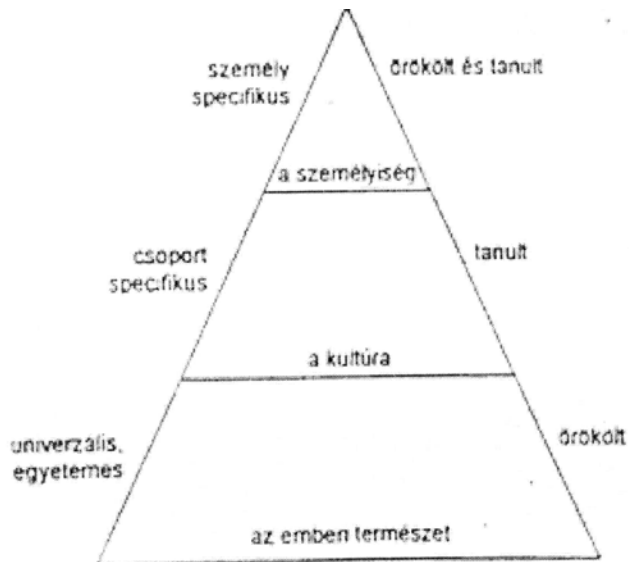 személy
specifikus
örökölt és tanult
a személyiség
csoport
specifikus
tanult
a kultúra
univerzális,
egyetemes
örökölt
az emberi természet